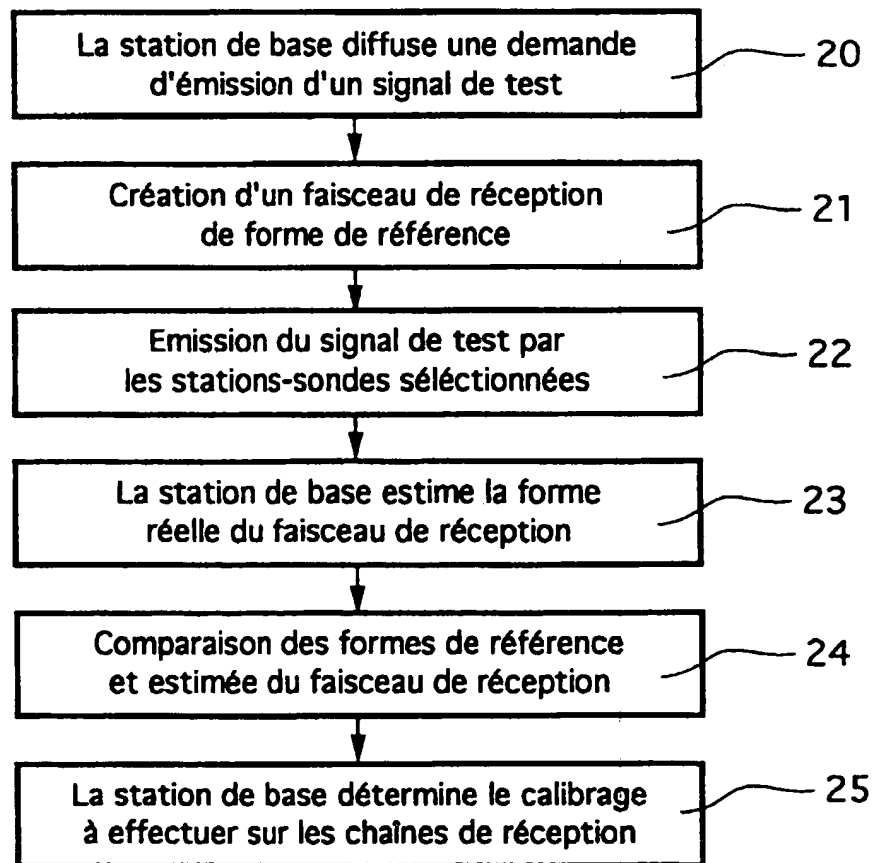 La station de base diffuse une demande
d'émission d'un signal de test
20
Création d'un faisceau de réception
de forme de référence
21
Emission du signal de test par
les stations-sondes séléctionnées
22
La station de base estime la forme
réelle du faisceau de réception
23
Comparaison des formes de référence
et estimée du faisceau de réception
24
La station de base détermine le calibrage
à effectuer sur les chaînes de réception
25